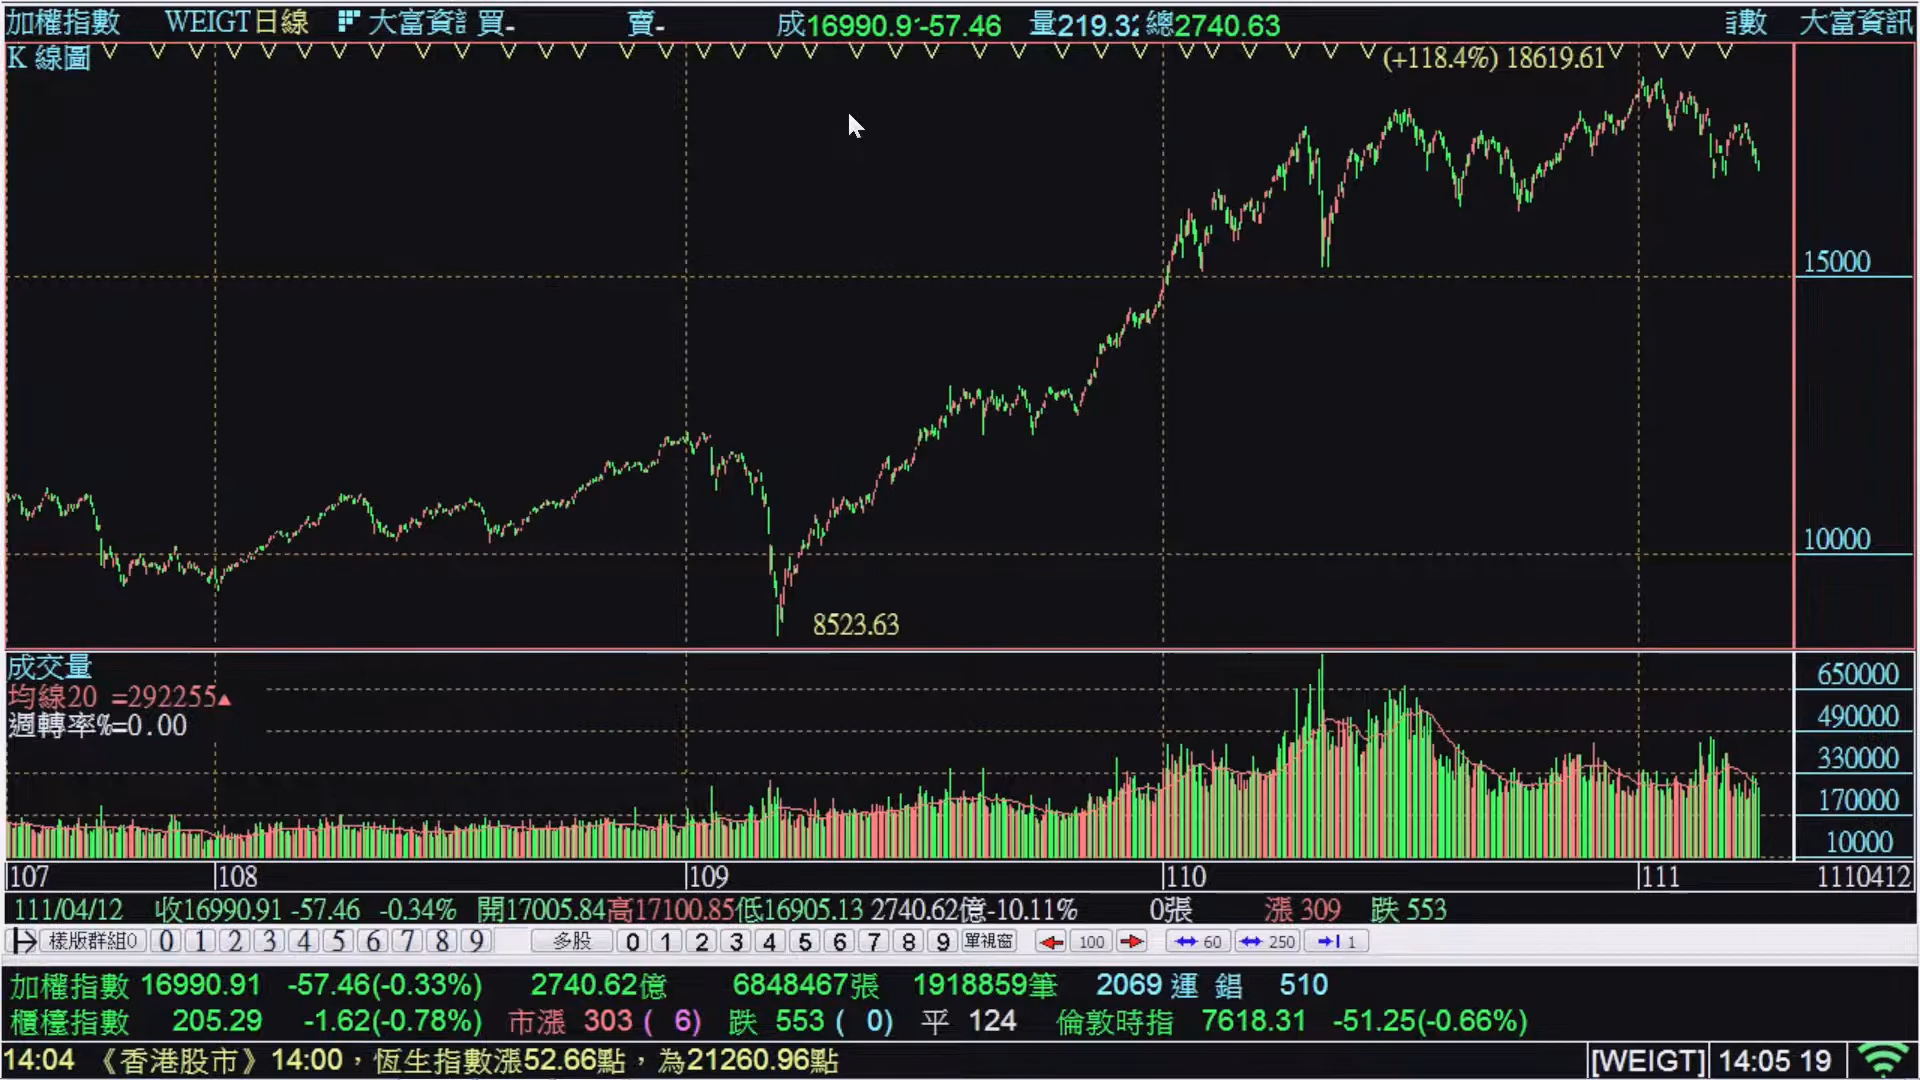 加權指數 WEIGT日線 大富資訊 買- 賣- 成16990.91-57.46 量219.32 總2740.63 數 大富資訊
K 線圖
(+118.4%) 18619.61
15000
10000
8523.63
成交量
均線20 =292255▲
週轉率%=0.00
650000
490000
330000
170000
10000
107 108 109 110 111 1110412
111/04/12 收16990.91 -57.46 -0.34% 開17005.84高17100.85低16905.13 2740.62億-10.11% 0張 漲 309 跌 553
樣版群組0 0 1 2 3 4 5 6 7 8 9 多股 0 1 2 3 4 5 6 7 8 9 單視窗 100 60 250 1
加權指數 16990.91 -57.46(-0.33%) 2740.62億 6848467張 1918859筆 2069 運 錩 510
櫃檯指數 205.29 -1.62(-0.78%) 市漲 303 ( 6) 跌 553 ( 0) 平 124 倫敦時指 7618.31 -51.25(-0.66%)
14:04 《香港股市》14:00，恆生指數漲52.66點，為21260.96點 [WEIGT] 14:05 19